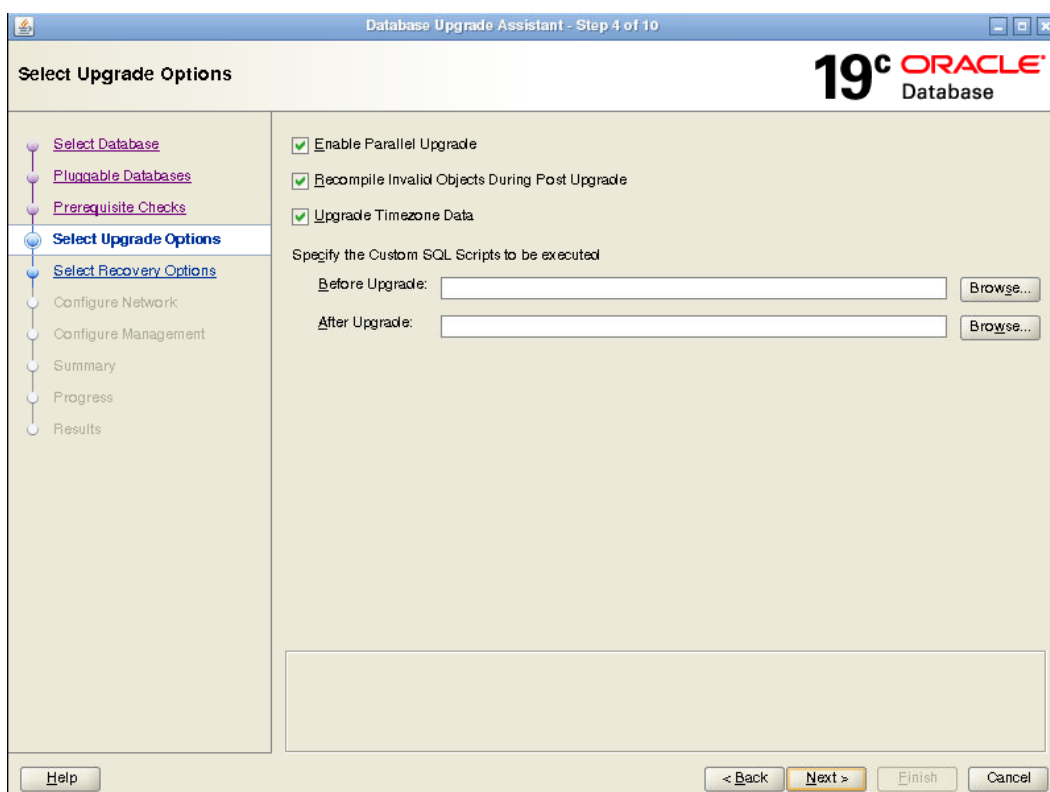 Database Upgrade Assistant - Step 4 of 10
Select Upgrade Options
19c ORACLE
Database
Select Database
Pluggable Databases
Prerequisite Checks
Select Upgrade Options
Select Recovery Options
Configure Network
Configure Management
Summary
Progress
Results
Enable Parallel Upgrade
Recompile Invalid Objects During Post Upgrade
Upgrade Timezone Data
Specify the Custom SQL Scripts to be executed
Before Upgrade: Browse...
After Upgrade: Browse...
Help < Back Next > Finish Cancel